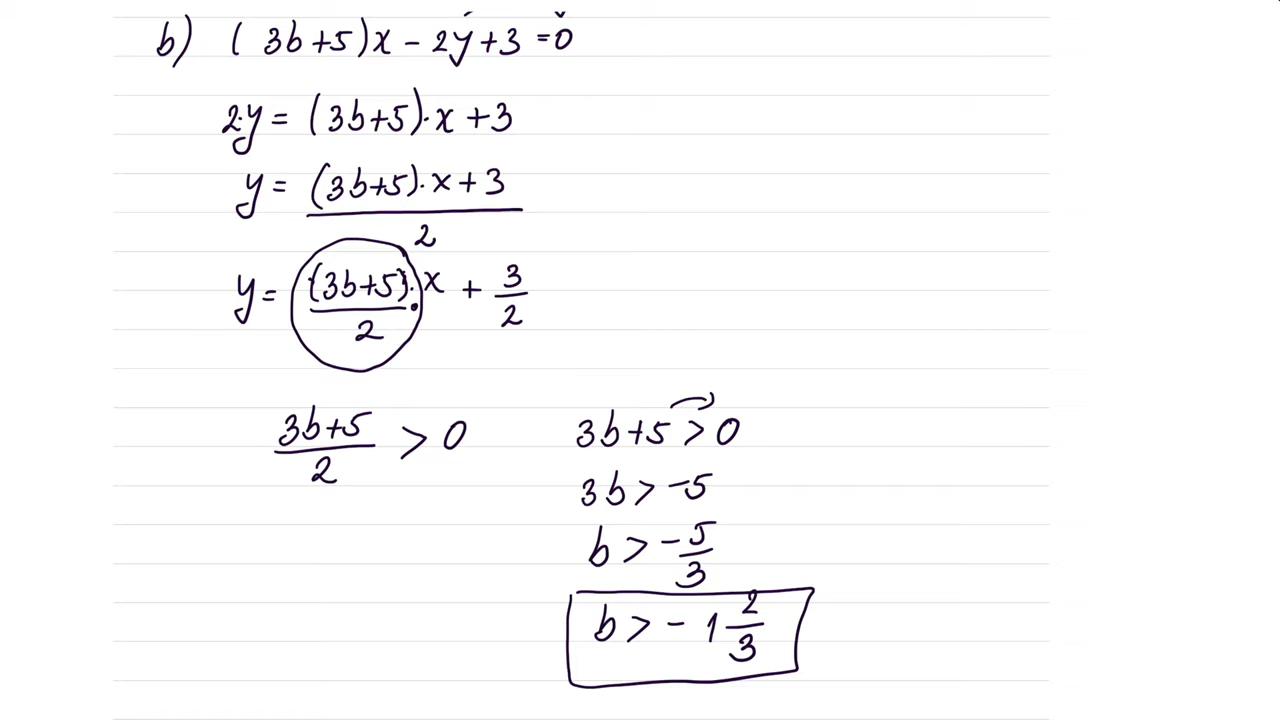 b) (3b+5)x - 2y + 3 = 0
2·y = (3b+5)·x + 3
y = (3b+5)·x + 3
2
y = (3b+5)·x + 3/2
2
3b+5/2 > 0
3b+5 > 0
3b > -5
b > -5/3
b > -1 2/3